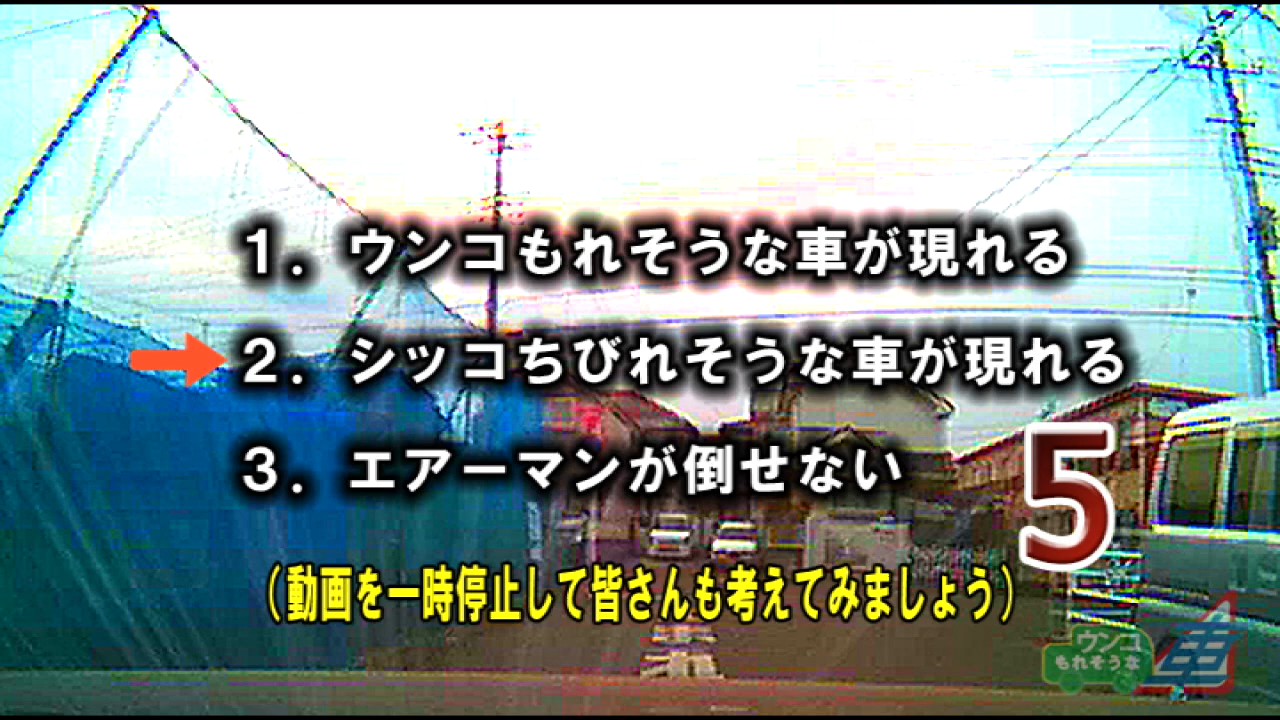 1．ウンコもれそうな車が現れる
2．シッコちびれそうな車が現れる
3．エアーマンが倒せない
5
（動画を一時停止して皆さんも考えてみましょう）
ウンコ
もれそうな
車